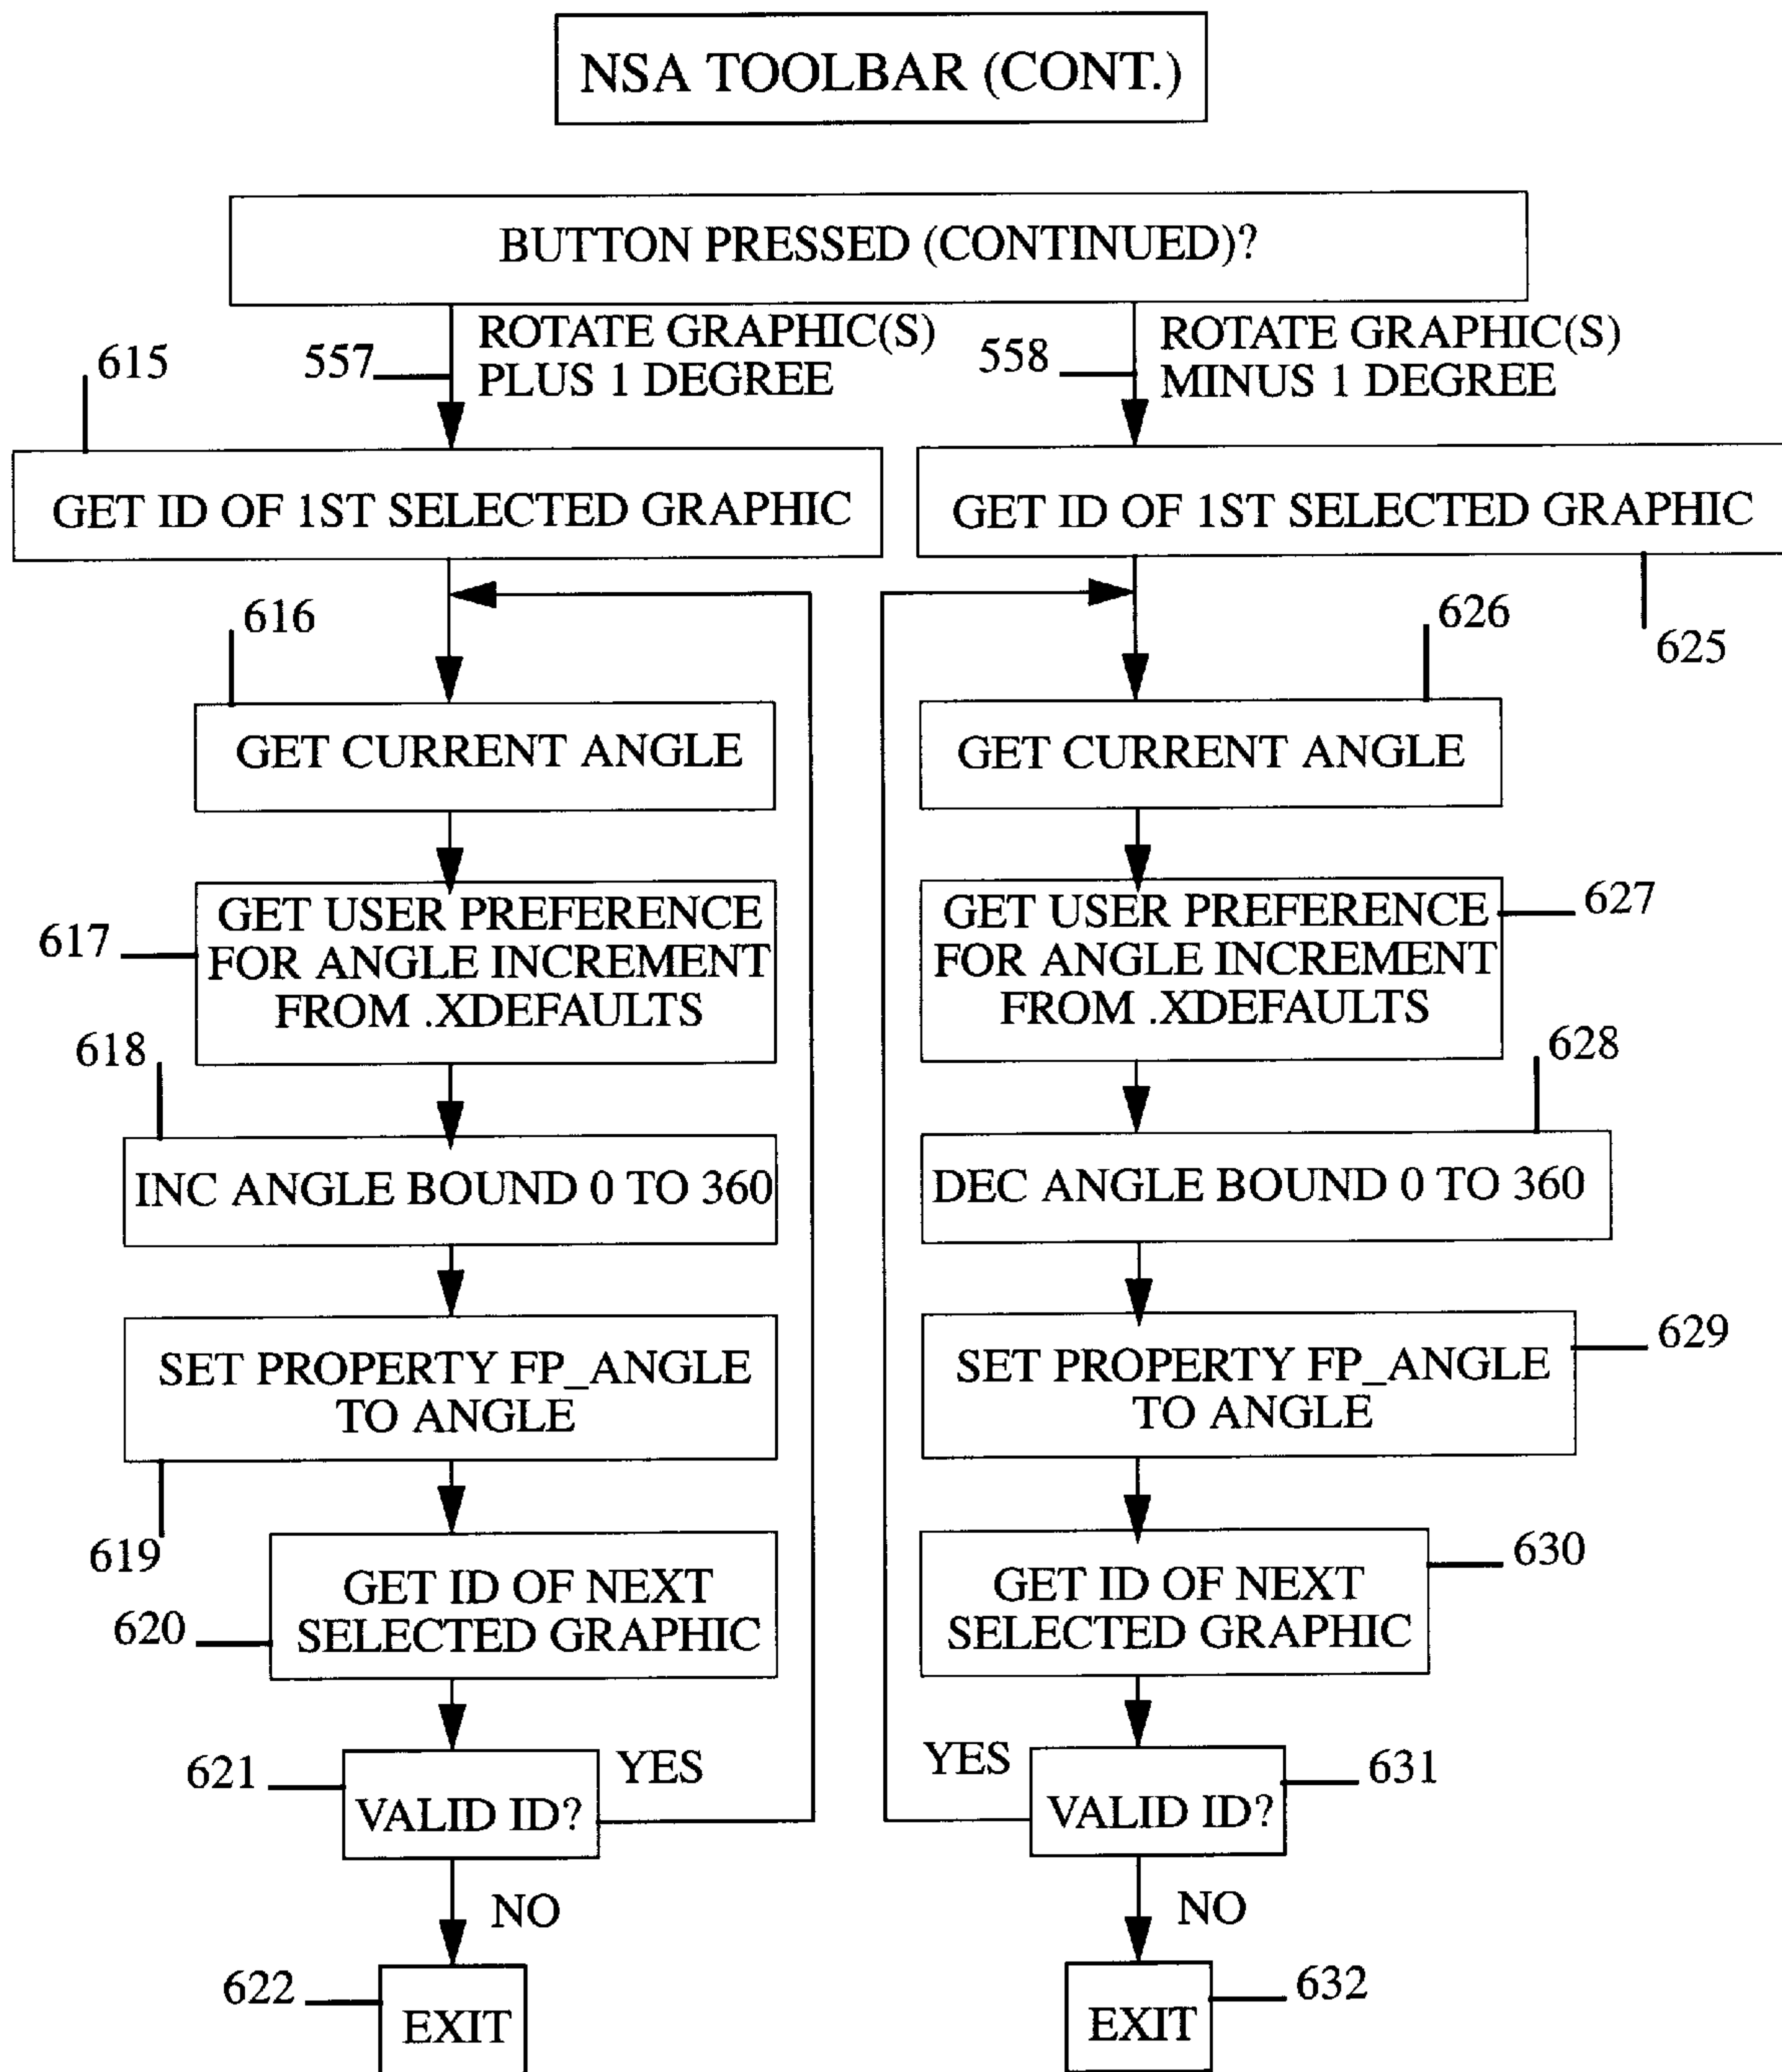 NSA TOOLBAR (CONT.)
BUTTON PRESSED (CONTINUED)?
557
ROTATE GRAPHIC(S)
PLUS 1 DEGREE
615
GET ID OF 1ST SELECTED GRAPHIC
616
GET CURRENT ANGLE
617
GET USER PREFERENCE
FOR ANGLE INCREMENT
FROM .XDEFAULTS
618
INC ANGLE BOUND 0 TO 360
SET PROPERTY FP_ANGLE
TO ANGLE
619
GET ID OF NEXT
SELECTED GRAPHIC
620
621
VALID ID?
YES
NO
622
EXIT
558
ROTATE GRAPHIC(S)
MINUS 1 DEGREE
GET ID OF 1ST SELECTED GRAPHIC
625
626
GET CURRENT ANGLE
GET USER PREFERENCE
FOR ANGLE INCREMENT
FROM .XDEFAULTS
627
628
DEC ANGLE BOUND 0 TO 360
SET PROPERTY FP_ANGLE
TO ANGLE
629
GET ID OF NEXT
SELECTED GRAPHIC
630
YES
VALID ID?
631
NO
EXIT
632